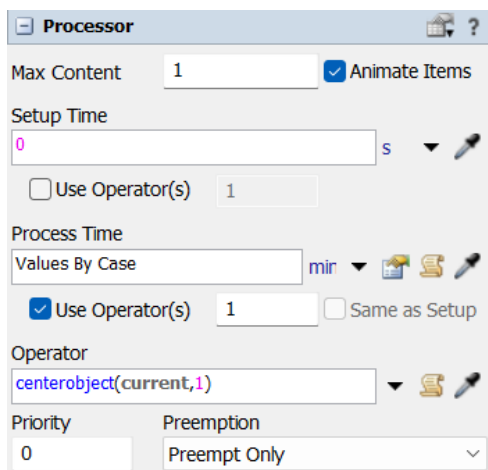 Processor ?
Max Content 1 Animate Items
Setup Time
0 s
Use Operator(s) 1
Process Time
Values By Case min
Use Operator(s) 1 Same as Setup
Operator
centerobject(current,1)
Priority Preemption
0 Preempt Only